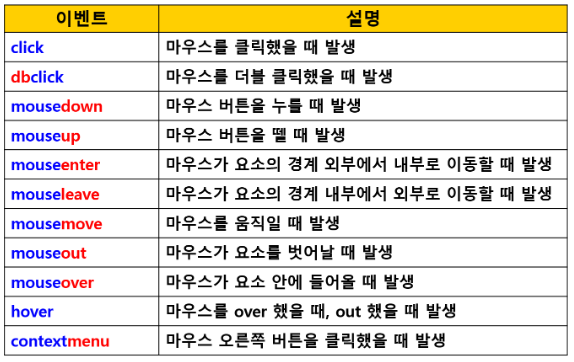 이벤트 설명
click 마우스를 클릭했을 때 발생
dbclick 마우스를 더블 클릭했을 때 발생
mousedown 마우스 버튼을 누를 때 발생
mouseup 마우스 버튼을 뗄 때 발생
mouseenter 마우스가 요소의 경계 외부에서 내부로 이동할 때 발생
mouseleave 마우스가 요소의 경계 내부에서 외부로 이동할 때 발생
mousemove 마우스를 움직일 때 발생
mouseout 마우스가 요소를 벗어날 때 발생
mouseover 마우스가 요소 안에 들어올 때 발생
hover 마우스를 over 했을 때, out 했을 때 발생
contextmenu 마우스 오른쪽 버튼을 클릭했을 때 발생